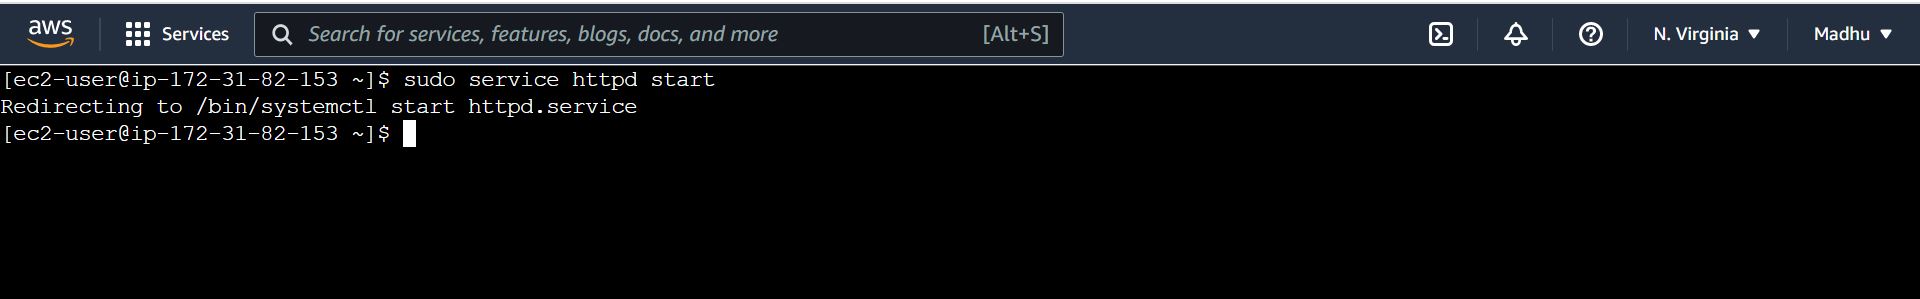 aws Services Search for services, features, blogs, docs, and more [Alt+S] N. Virginia ▼ Madhu ▼
[ec2-user@ip-172-31-82-153 ~]$ sudo service httpd start
Redirecting to /bin/systemctl start httpd.service
[ec2-user@ip-172-31-82-153 ~]$